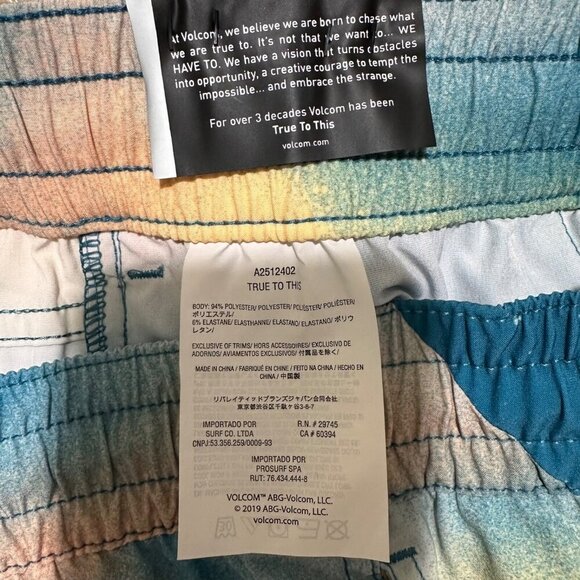 At Volcom, we believe we are born to chase what
we are true to. It's not that we want to... WE
HAVE TO. We have a vision that turns obstacles
into opportunity, a creative courage to tempt the
impossible... and embrace the strange.
For over 3 decades Volcom has been
True To This
volcom.com
A2512402
TRUE TO THIS
BODY: 94% POLYESTER/ POLYESTER/ POLIÉSTER/ POLIÉSTER/
ポリエステル/
6% ELASTANE/ ELASTHANNE/ ELASTANO/ ELASTANO/ ポリウ
レタン/
EXCLUSIVE OF TRIMS/ HORS ACCESSOIRES/ EXCLUSIVO DE
ADORNOS/ AVIAMENTOS EXCLUSIVOS/ 付属品を除く/
MADE IN CHINA/ FABRIQUÉ EN CHINE / FEITO NA CHINA/ HECHO EN
CHINA/ 中国製
リバレイティッドブランズジャパン合同会社
東京都渋谷区神宮前3-8-7
IMPORTADO POR
SURF CO. LTDA
CNPJ:53.356.259/0009-93
R.N. # 29745
CA # 60394
IMPORTADO POR
PROSURF SPA
RUT: 76.434.444-8
VOLCOM™ ABG-Volcom, LLC.
© 2019 ABG-Volcom, LLC.
volcom.com